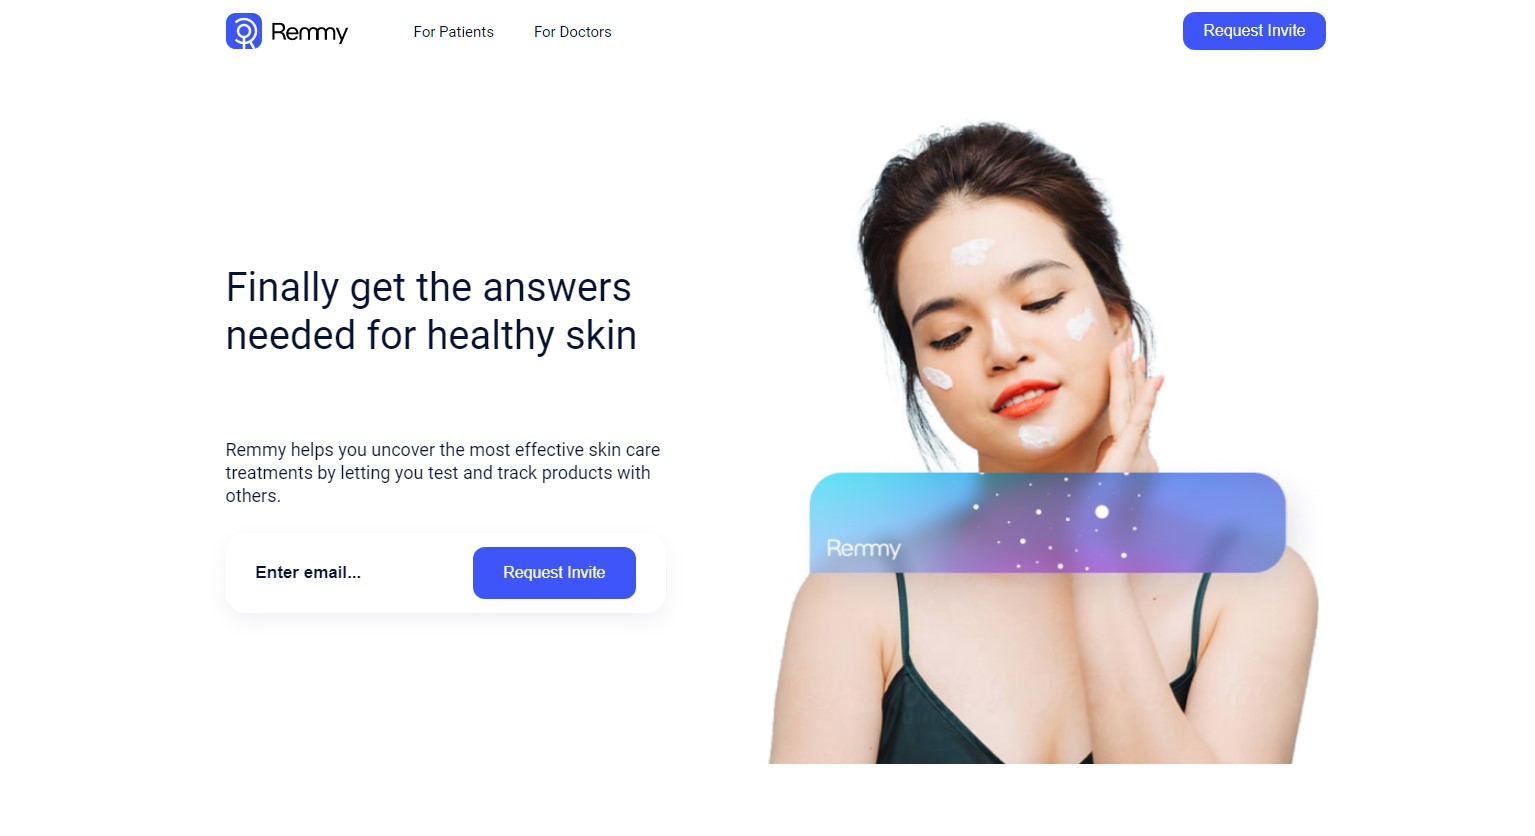 Remmy
For Patients
For Doctors
Request Invite
Finally get the answers
needed for healthy skin
Remmy helps you uncover the most effective skin care
treatments by letting you test and track products with
others.
Enter email...
Request Invite
Remmy